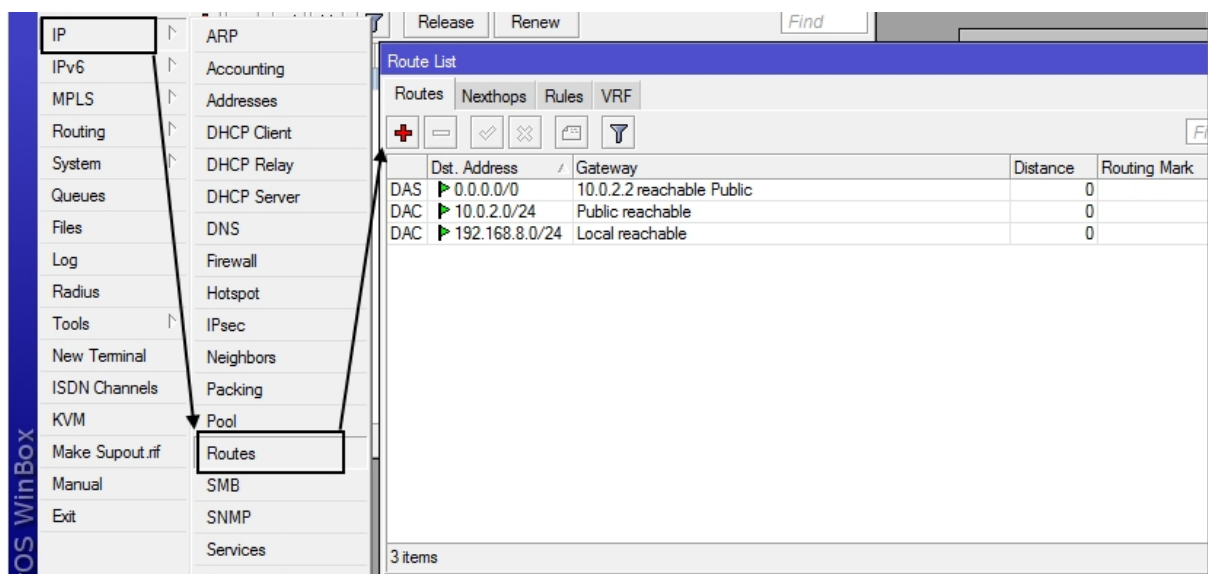 IP
IPv6
MPLS
Routing
System
Queues
Files
Log
Radius
Tools
New Terminal
ISDN Channels
KVM
Make Supout.rif
Manual
Exit
OS WinBox
ARP
Accounting
Addresses
DHCP Client
DHCP Relay
DHCP Server
DNS
Firewall
Hotspot
IPsec
Neighbors
Packing
Pool
Routes
SMB
SNMP
Services
Release Renew Find
Route List
Routes Nexthops Rules VRF
Fi
Dst. Address Gateway Distance Routing Mark
DAS 0.0.0.0/0 10.0.2.2 reachable Public 0
DAC 10.0.2.0/24 Public reachable 0
DAC 192.168.8.0/24 Local reachable 0
3 items